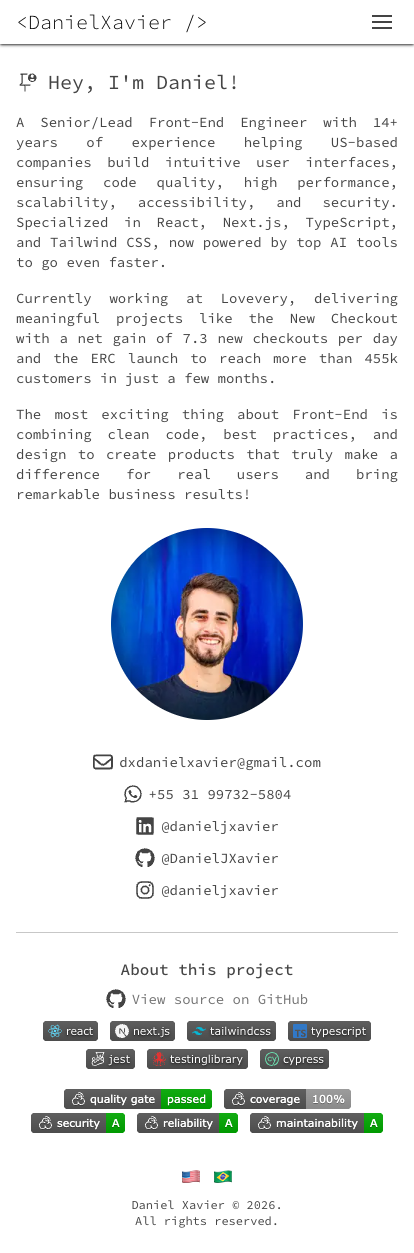 <DanielXavier />
Hey, I'm Daniel!
A Senior/Lead Front-End Engineer with 14+
years of experience helping US-based
companies build intuitive user interfaces,
ensuring code quality, high performance,
scalability, accessibility, and security.
Specialized in React, Next.js, TypeScript,
and Tailwind CSS, now powered by top AI tools
to go even faster.
Currently working at Lovevery, delivering
meaningful projects like the New Checkout
with a net gain of 7.3 new checkouts per day
and the ERC launch to reach more than 455k
customers in just a few months.
The most exciting thing about Front-End is
combining clean code, best practices, and
design to create products that truly make a
difference for real users and bring
remarkable business results!
dxdanielxavier@gmail.com
+55 31 99732-5804
@danieljxavier
@DanielJXavier
@danieljxavier
About this project
View source on GitHub
react next.js tailwindcss typescript
jest testinglibrary cypress
quality gate passed coverage 100%
security A reliability A maintainability A
Daniel Xavier © 2026.
All rights reserved.